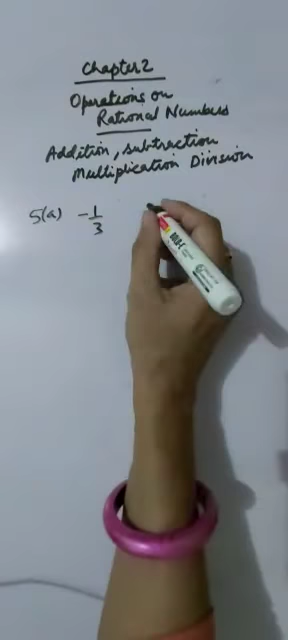 Chapter 2
Operations on
Rational Numbers
Addition, subtraction
Multiplication Division
5(a) -1/3